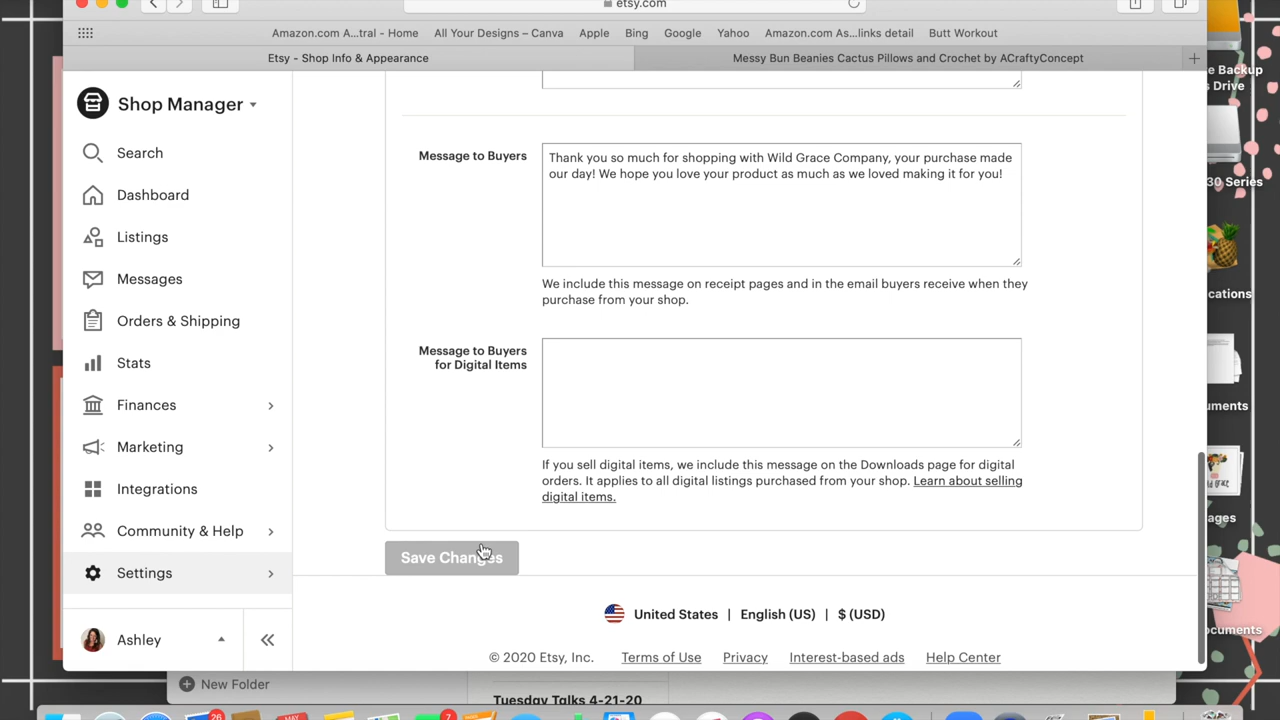 etsy.com
Amazon.com A...tral - Home All Your Designs – Canva Apple Bing Google Yahoo Amazon.com As...links detail Butt Workout
Etsy - Shop Info & Appearance
Messy Bun Beanies Cactus Pillows and Crochet by ACraftyConcept
e Backup
s Drive
Shop Manager
Search
Dashboard
Listings
Messages
Orders & Shipping
Stats
Finances
Marketing
Integrations
Community & Help
Settings
Ashley
Message to Buyers
Thank you so much for shopping with Wild Grace Company, your purchase made
our day! We hope you love your product as much as we loved making it for you!
We include this message on receipt pages and in the email buyers receive when they
purchase from your shop.
Message to Buyers
for Digital Items
If you sell digital items, we include this message on the Downloads page for digital
orders. It applies to all digital listings purchased from your shop. Learn about selling
digital items.
Save Changes
United States | English (US) | $ (USD)
© 2020 Etsy, Inc. Terms of Use Privacy Interest-based ads Help Center
30 Series
cations
uments
ages
ocuments
New Folder
Tuesday Talks 4-21-20
26
MAY
7